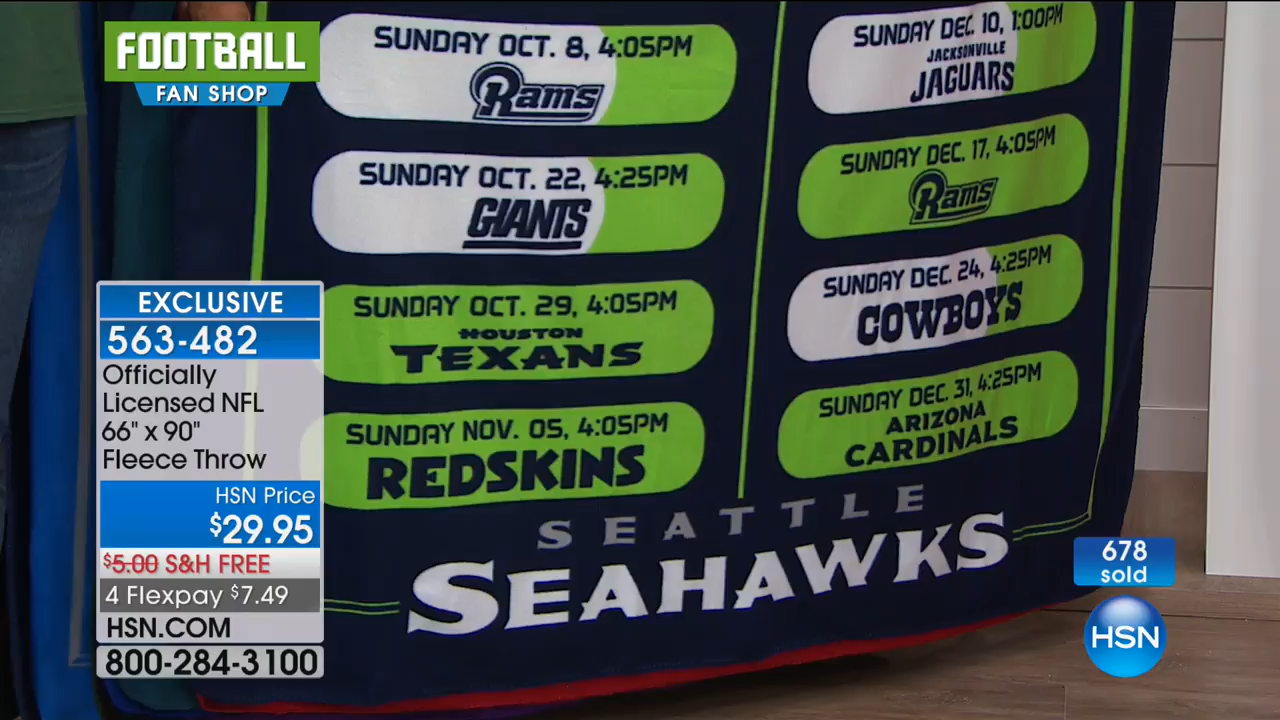 FOOTBALL
FAN SHOP
SUNDAY OCT. 8, 4:05PM
Rams
SUNDAY OCT. 22, 4:25PM
GIANTS
SUNDAY OCT. 29, 4:05PM
HOUSTON
TEXANS
SUNDAY NOV. 05, 4:05PM
REDSKINS
SUNDAY DEC. 10, 1:00PM
JACKSONVILLE
JAGUARS
SUNDAY DEC. 17, 4:05PM
Rams
SUNDAY DEC. 24, 4:25PM
COWBOYS
SUNDAY DEC. 31, 4:25PM
ARIZONA
CARDINALS
SEATTLE
SEAHAWKS
EXCLUSIVE
563-482
Officially
Licensed NFL
66" x 90"
Fleece Throw
HSN Price
$29.95
$5.00 S&H FREE
4 Flexpay $7.49
HSN.COM
800-284-3100
678
sold
HSN